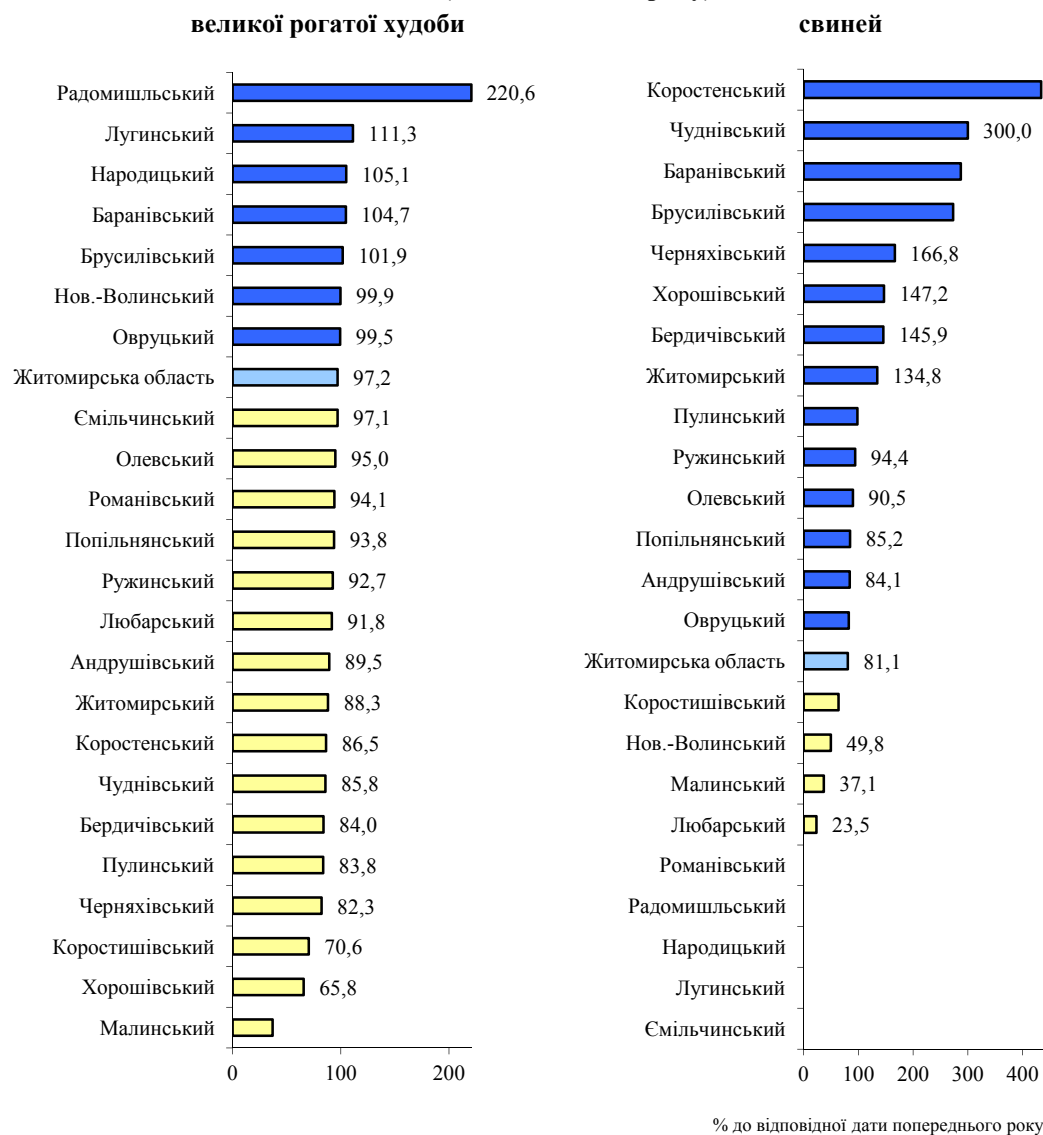 великої рогатої худоби
Радомишльський 220,6
Лугинський 111,3
Народицький 105,1
Баранівський 104,7
Брусилівський 101,9
Нов.-Волинський 99,9
Овруцький 99,5
Житомирська область 97,2
Ємільчинський 97,1
Олевський 95,0
Романівський 94,1
Попільнянський 93,8
Ружинський 92,7
Любарський 91,8
Андрушівський 89,5
Житомирський 88,3
Коростенський 86,5
Чуднівський 85,8
Бердичівський 84,0
Пулинський 83,8
Черняхівський 82,3
Коростишівський 70,6
Хорошівський 65,8
Малинський
0 100 200
свиней
Коростенський
Чуднівський 300,0
Баранівський
Брусилівський
Черняхівський 166,8
Хорошівський 147,2
Бердичівський 145,9
Житомирський 134,8
Пулинський
Ружинський 94,4
Олевський 90,5
Попільнянський 85,2
Андрушівський 84,1
Овруцький
Житомирська область 81,1
Коростишівський
Нов.-Волинський 49,8
Малинський 37,1
Любарський 23,5
Романівський
Радомишльський
Народицький
Лугинський
Ємільчинський
0 100 200 300 400
% до відповідної дати попереднього року